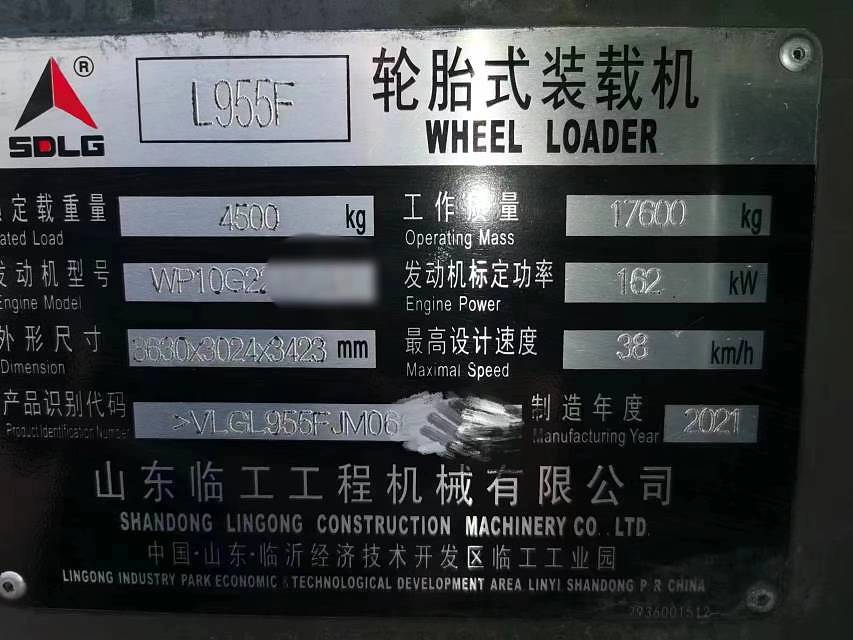 ® L955F 轮胎式装载机
SDLG WHEEL LOADER
定载重量 4500 kg 工作质量 17600 kg
ated Load Operating Mass
发动机型号 WP10G22 发动机标定功率 162 kW
Engine Model Engine Power
外形尺寸 8630x3024x3423 mm 最高设计速度 38 km/h
Dimension Maximal Speed
产品识别代码 >VLGL955FJM06 制造年度 2021
Product Identification Number Manufacturing Year
山东临工工程机械有限公司
SHANDONG LINGONG CONSTRUCTION MACHINERY CO., LTD.
中国·山东·临沂经济技术开发区临工工业园
LINGONG INDUSTRY PARK ECONOMIC & TECHNOLOGICAL DEVELOPMENT AREA LINYI SHANDONG P R CHINA
2936001512